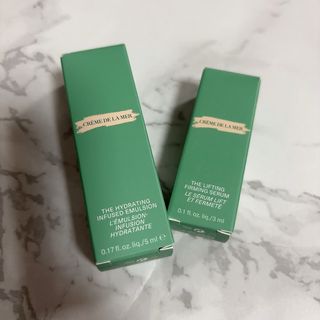 CRÈME DE LA MER
THE HYDRATING
INFUSED EMULSION
L'ÉMULSION-
INFUSION
HYDRATANTE
0.17 fl. oz. liq./5 ml ℮
CRÈME DE LA MER
THE LIFTING
FIRMING SERUM
LE SÉRUM LIFT
ET FERMETÉ
0.1 fl. oz. liq./3 ml